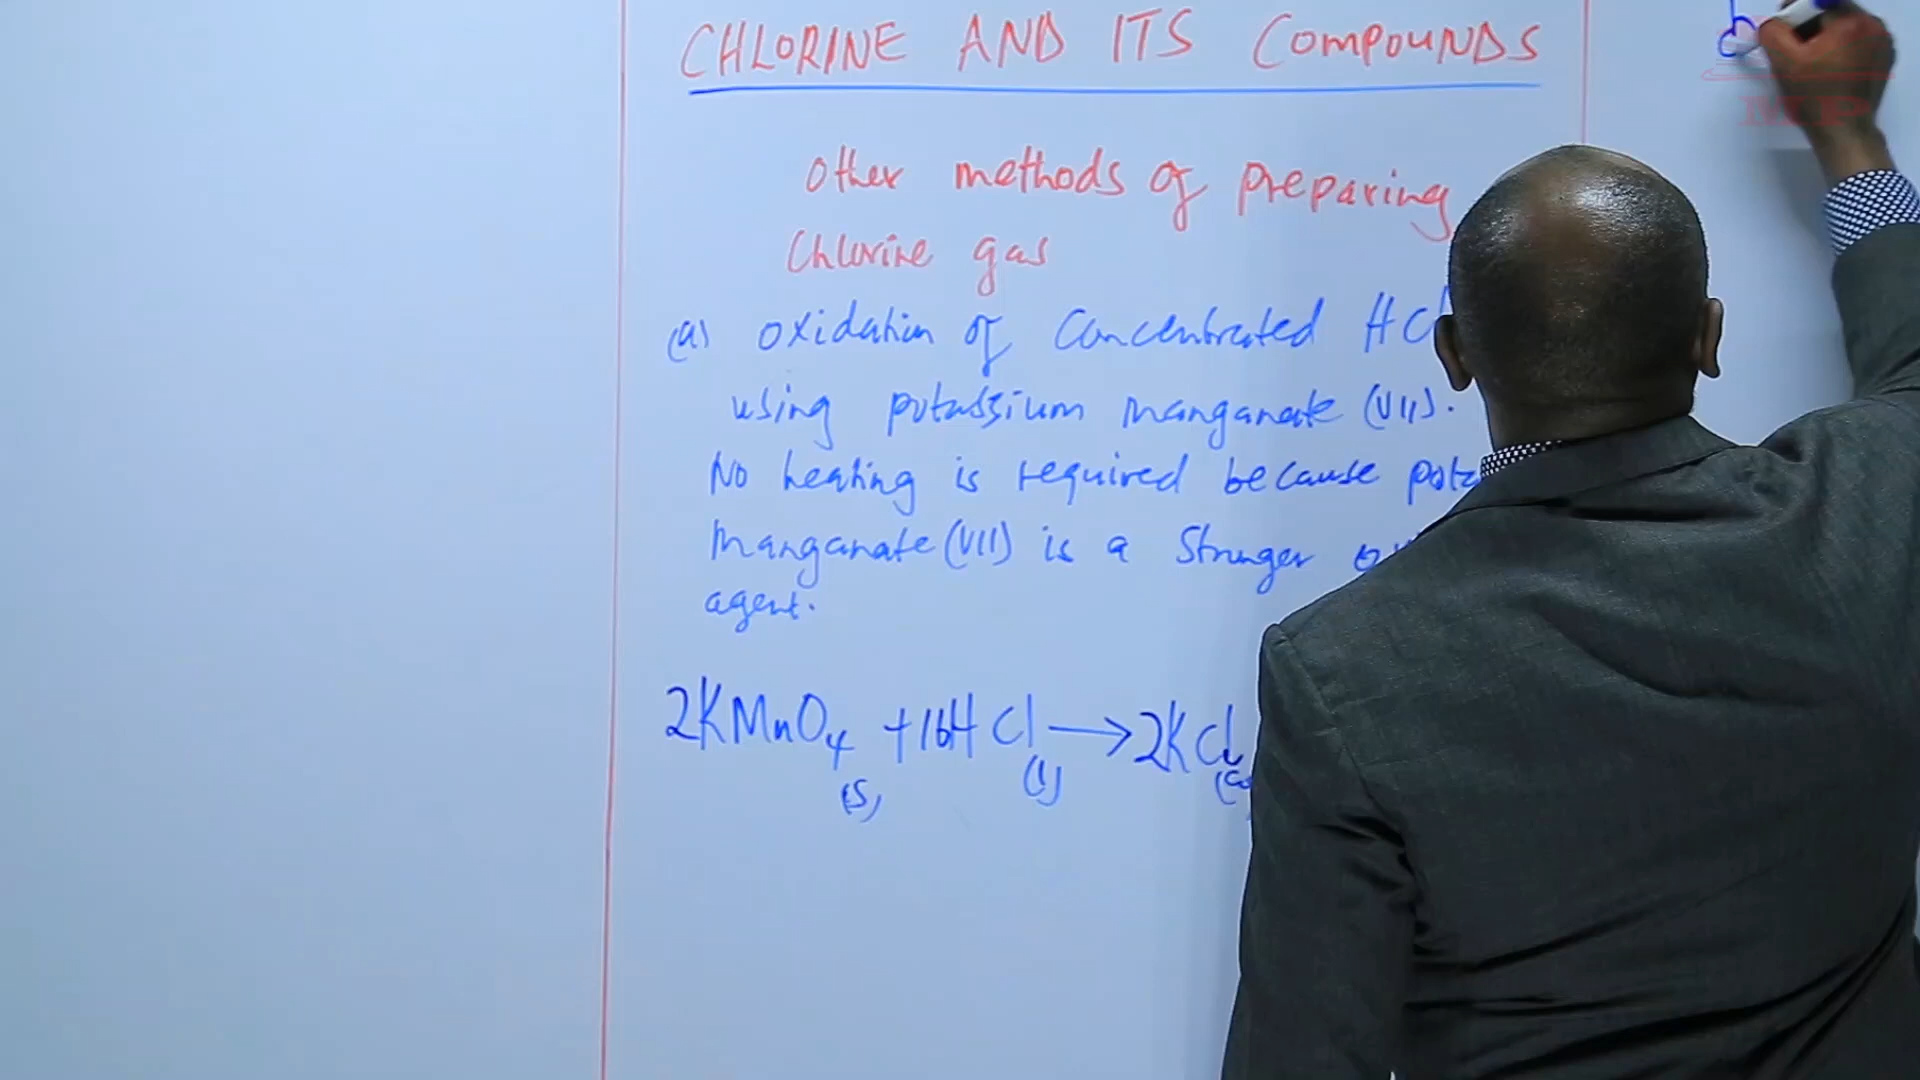 CHLORINE AND ITS COMPOUNDS
Other methods of preparing
Chlorine gas
(a) Oxidation of Concentrated HCl
using potassium manganate (VII).
No heating is required because
Manganate (VII) is a Stronger
agent.
2KMnO₄(s) + 16HCl(l) → 2KCl
b
MP